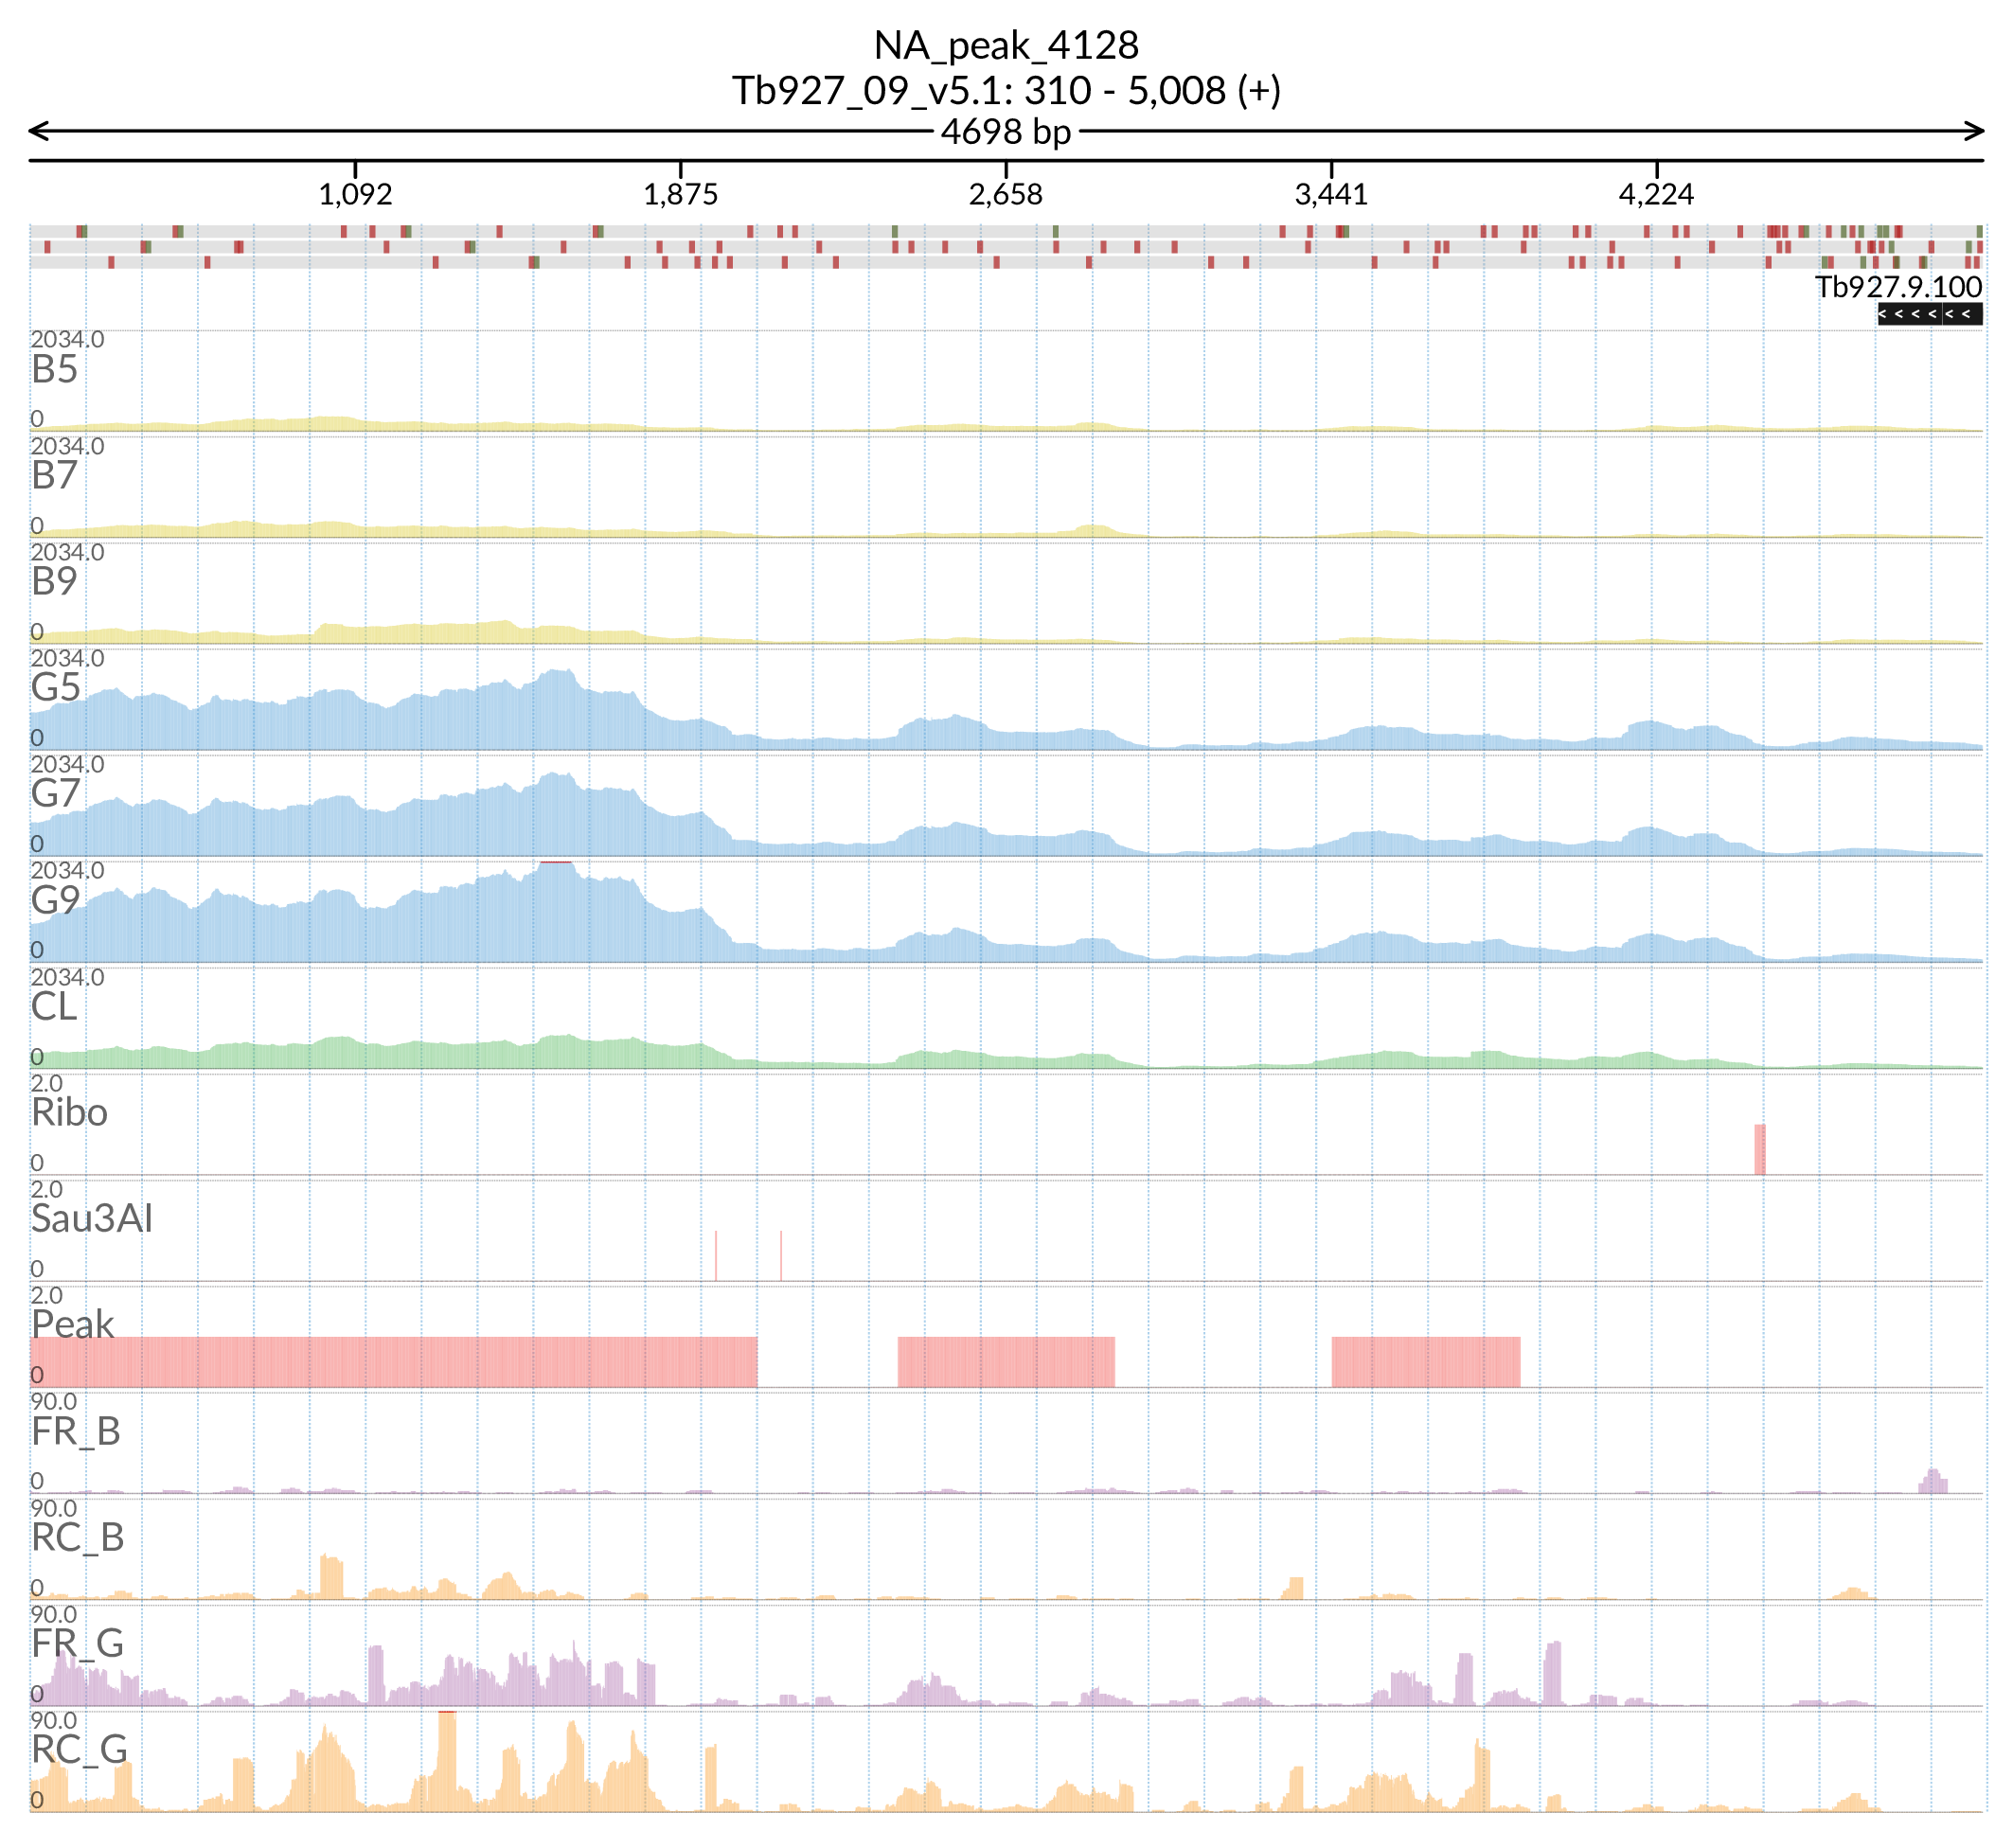 NA_peak_4128
Tb927_09_v5.1: 310 - 5,008 (+)
4698 bp
1,092 1,875 2,658 3,441 4,224
Tb927.9.100
2034.0
B5
0
2034.0
B7
0
2034.0
B9
0
2034.0
G5
0
2034.0
G7
0
2034.0
G9
0
2034.0
CL
0
2.0
Ribo
0
2.0
Sau3AI
0
2.0
Peak
0
90.0
FR_B
0
90.0
RC_B
0
90.0
FR_G
0
90.0
RC_G
0